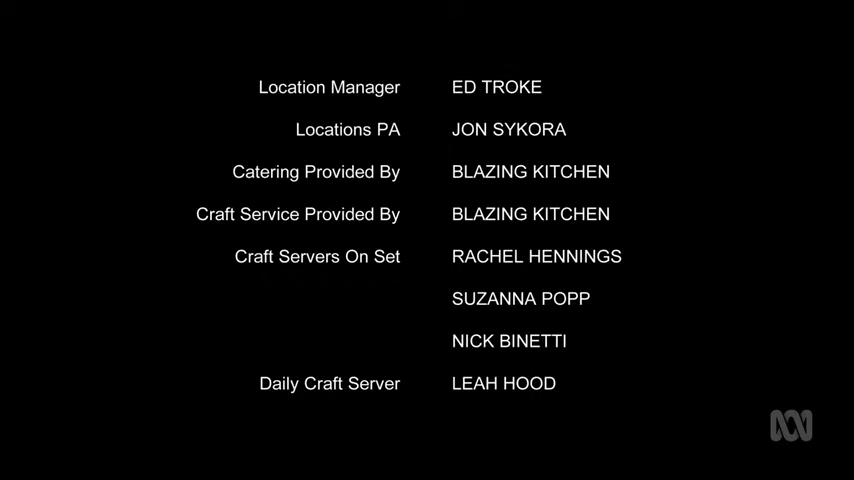 Location Manager ED TROKE
Locations PA JON SYKORA
Catering Provided By BLAZING KITCHEN
Craft Service Provided By BLAZING KITCHEN
Craft Servers On Set RACHEL HENNINGS
SUZANNA POPP
NICK BINETTI
Daily Craft Server LEAH HOOD